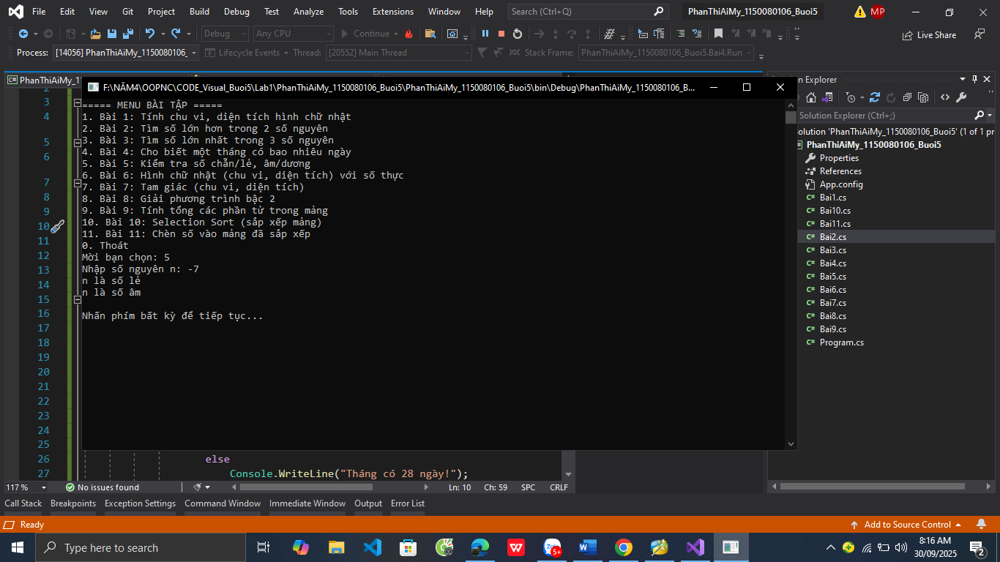 File Edit View Git Project Build Debug Test Analyze Tools Extensions Window Help Search (Ctrl+Q) PhanThiAiMy_1150080106_Buoi5 MP
Debug Any CPU Continue Live Share
Process: [14056] PhanThiAiMy_1150080106_ Lifecycle Events Thread: [20552] Main Thread Stack Frame: PhanThiAiMy_1150080106_Buoi5.Bai4.Run
PhanThiAiMy_11
F:\NĂM4\OOPNC\CODE_Visual_Buoi5\Lab1\PhanThiAiMy_1150080106_Buoi5\PhanThiAiMy_1150080106_Buoi5\bin\Debug\PhanThiAiMy_1150080106_B...
===== MENU BÀI TẬP =====
1. Bài 1: Tính chu vi, diện tích hình chữ nhật
2. Bài 2: Tìm số lớn hơn trong 2 số nguyên
3. Bài 3: Tìm số lớn nhất trong 3 số nguyên
4. Bài 4: Cho biết một tháng có bao nhiêu ngày
5. Bài 5: Kiểm tra số chẵn/lẻ, âm/dương
6. Bài 6: Hình chữ nhật (chu vi, diện tích) với số thực
7. Bài 7: Tam giác (chu vi, diện tích)
8. Bài 8: Giải phương trình bậc 2
9. Bài 9: Tính tổng các phần tử trong mảng
10. Bài 10: Selection Sort (sắp xếp mảng)
11. Bài 11: Chèn số vào mảng đã sắp xếp
0. Thoát
Mời bạn chọn: 5
Nhập số nguyên n: -7
n là số lẻ
n là số âm
Nhấn phím bất kỳ để tiếp tục...
2
3
4
5
6
7
8
9
10
11
12
13
14
15
16
17
18
19
20
21
22
23
24
25
26 else
27 Console.WriteLine("Tháng có 28 ngày!");
117 % No issues found Ln: 10 Ch: 59 SPC CRLF
Solution Explorer
Search Solution Explorer (Ctrl+;)
Solution 'PhanThiAiMy_1150080106_Buoi5' (1 of 1 pr
PhanThiAiMy_1150080106_Buoi5
Properties
References
App.config
C# Bai1.cs
C# Bai10.cs
C# Bai11.cs
C# Bai2.cs
C# Bai3.cs
C# Bai4.cs
C# Bai5.cs
C# Bai6.cs
C# Bai7.cs
C# Bai8.cs
C# Bai9.cs
C# Program.cs
Call Stack Breakpoints Exception Settings Command Window Immediate Window Output Error List
Ready Add to Source Control
Type here to search
5+
8:16 AM
30/09/2025
2